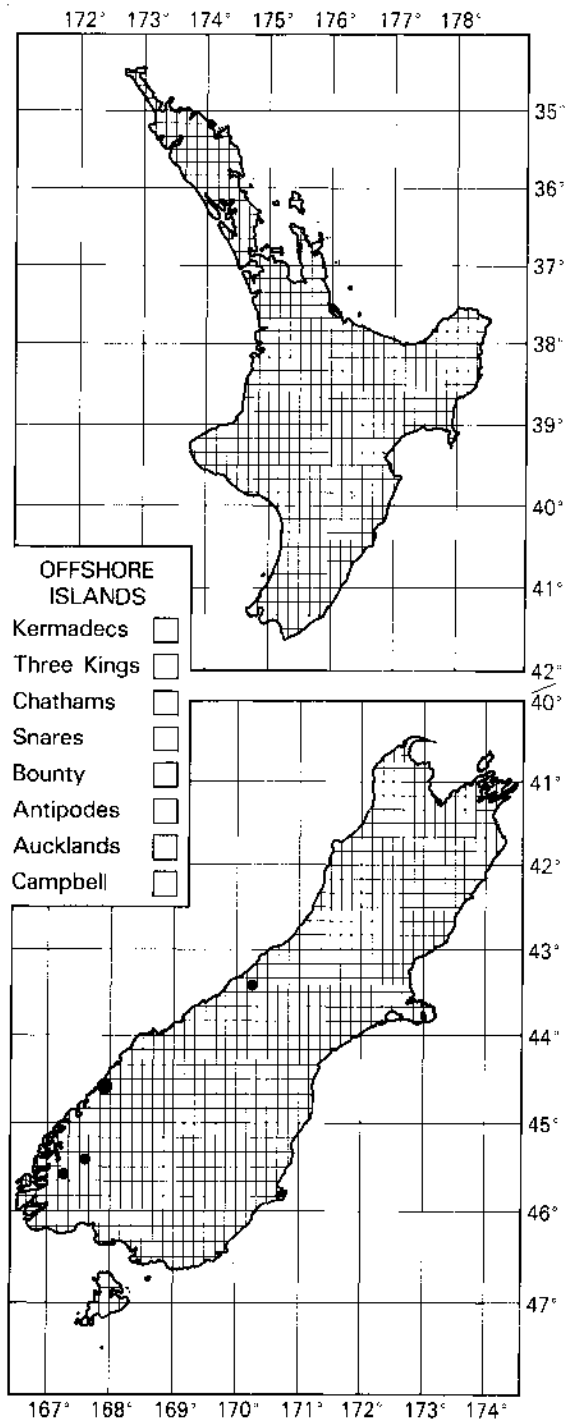 172° 173° 174° 175° 176° 177° 178°
35°
36°
37°
38°
39°
40°
41°
42°
OFFSHORE
ISLANDS
Kermadecs
Three Kings
Chathams
Snares
Bounty
Antipodes
Aucklands
Campbell
40°
41°
42°
43°
44°
45°
46°
47°
167° 168° 169° 170° 171° 172° 173° 174°